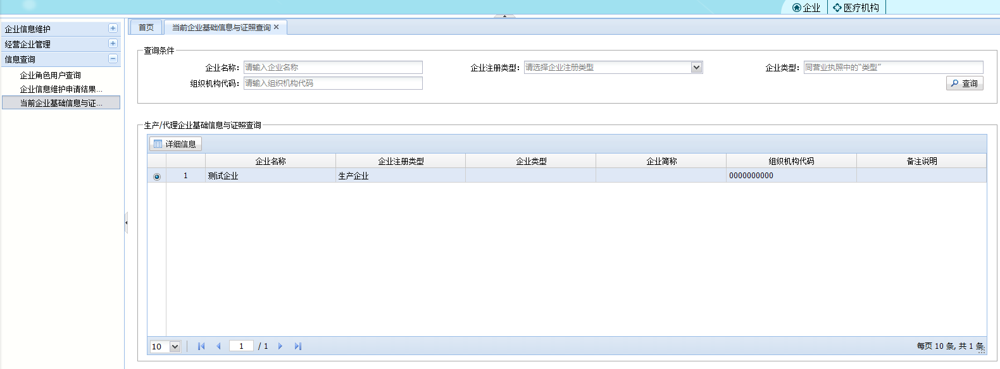 企业 医疗机构
企业信息维护
经营企业管理
信息查询
企业角色用户查询
企业信息维护申请结果...
当前企业基础信息与证...
首页 当前企业基础信息与证照查询
查询条件
企业名称： 请输入企业名称 企业注册类型： 请选择企业注册类型 企业类型： 同营业执照中的“类型”
组织机构代码： 请输入组织机构代码 查询
生产/代理企业基础信息与证照查询
详细信息
企业名称 企业注册类型 企业类型 企业简称 组织机构代码 备注说明
1 测试企业 生产企业 0000000000
10 1 / 1 每页 10 条, 共 1 条